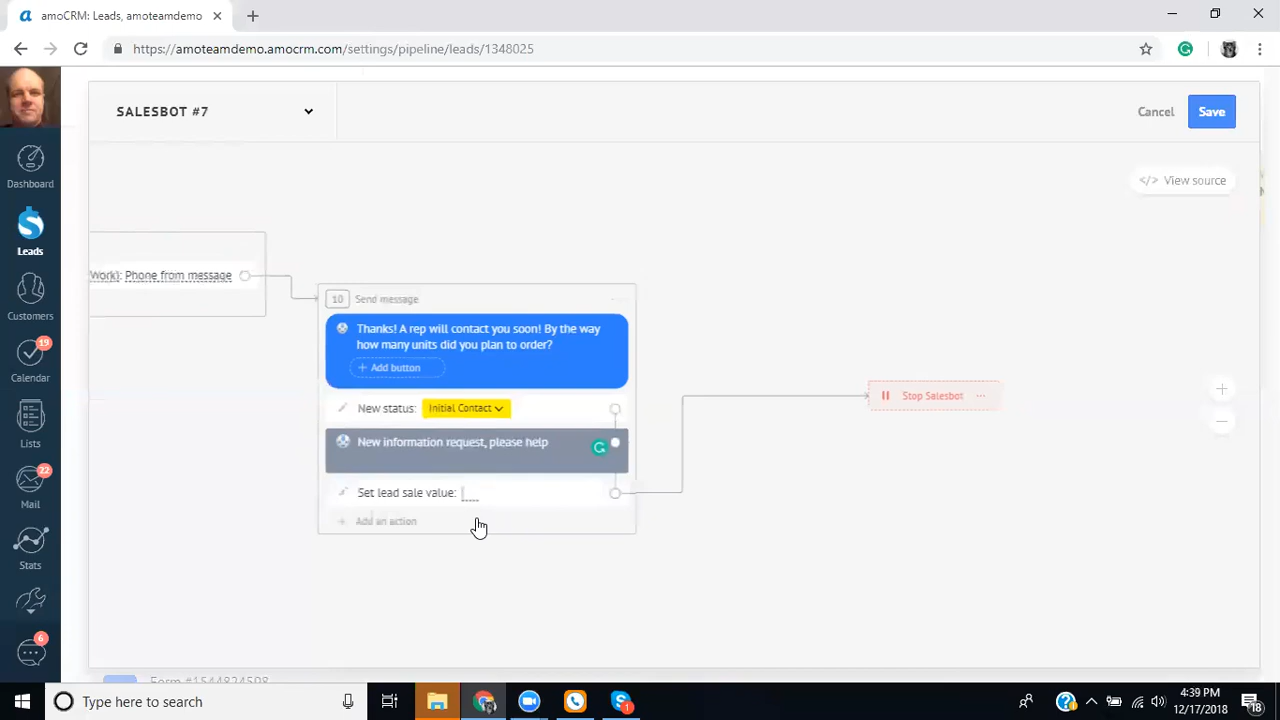 amoCRM: Leads, amoteamdemo
https://amoteamdemo.amocrm.com/settings/pipeline/leads/1348025
SALESBOT #7
Cancel
Save
</> View source
Dashboard
Leads
Customers
19
Calendar
Lists
22
Mail
Stats
6
Work): Phone from message
10 Send message
Thanks! A rep will contact you soon! By the way
how many units did you plan to order?
+ Add button
New status: Initial Contact
New information request, please help
Set lead sale value:
+ Add an action
Stop Salesbot
Form #1544824598
Type here to search
1
4:39 PM
12/17/2018
18